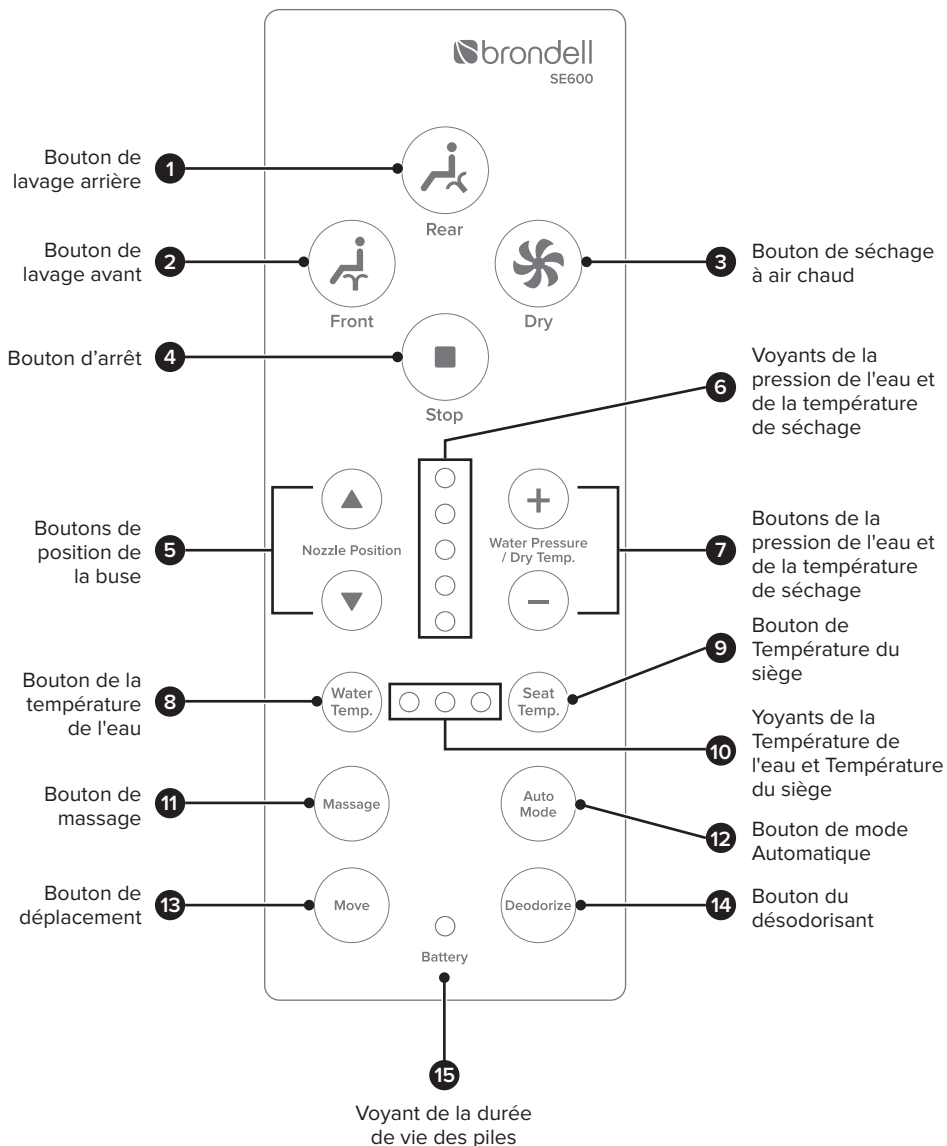 brondell
SE600
1
Bouton de
lavage arrière
Rear
2
Bouton de
lavage avant
Front
3
Bouton de séchage
à air chaud
Dry
4
Bouton d’arrêt
Stop
6
Voyants de la
pression de l'eau et
de la température
de séchage
5
Boutons de
position de
la buse
Nozzle Position
Water Pressure
/ Dry Temp.
7
Boutons de la
pression de l'eau et
de la température
de séchage
8
Bouton de la
température
de l'eau
Water
Temp.
Seat
Temp.
9
Bouton de
Température du
siège
10
Yoyants de la
Température de
l'eau et Température
du siège
11
Bouton de
massage
Massage
Auto
Mode
12
Bouton de mode
Automatique
13
Bouton de
déplacement
Move
Deodorize
14
Bouton du
désodorisant
Battery
15
Voyant de la durée
de vie des piles